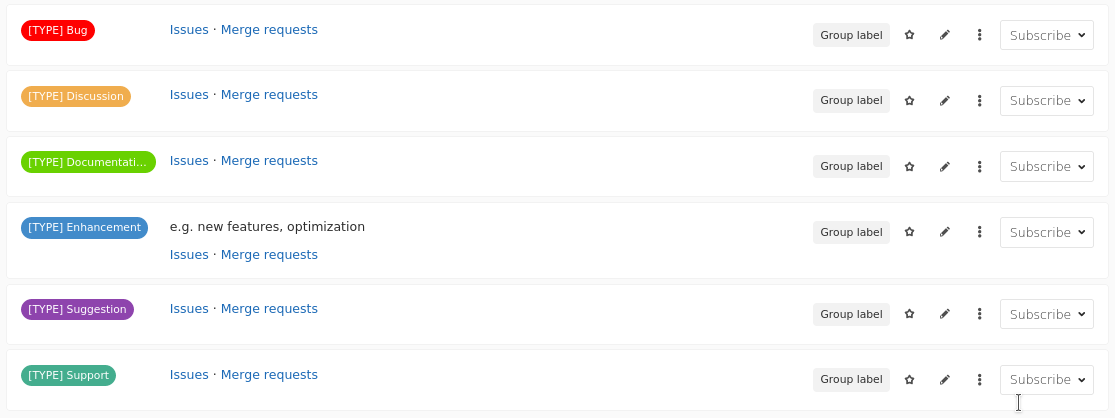 [TYPE] Bug Issues · Merge requests Group label Subscribe
[TYPE] Discussion Issues · Merge requests Group label Subscribe
[TYPE] Documentati... Issues · Merge requests Group label Subscribe
[TYPE] Enhancement e.g. new features, optimization Group label Subscribe
Issues · Merge requests
[TYPE] Suggestion Issues · Merge requests Group label Subscribe
[TYPE] Support Issues · Merge requests Group label Subscribe